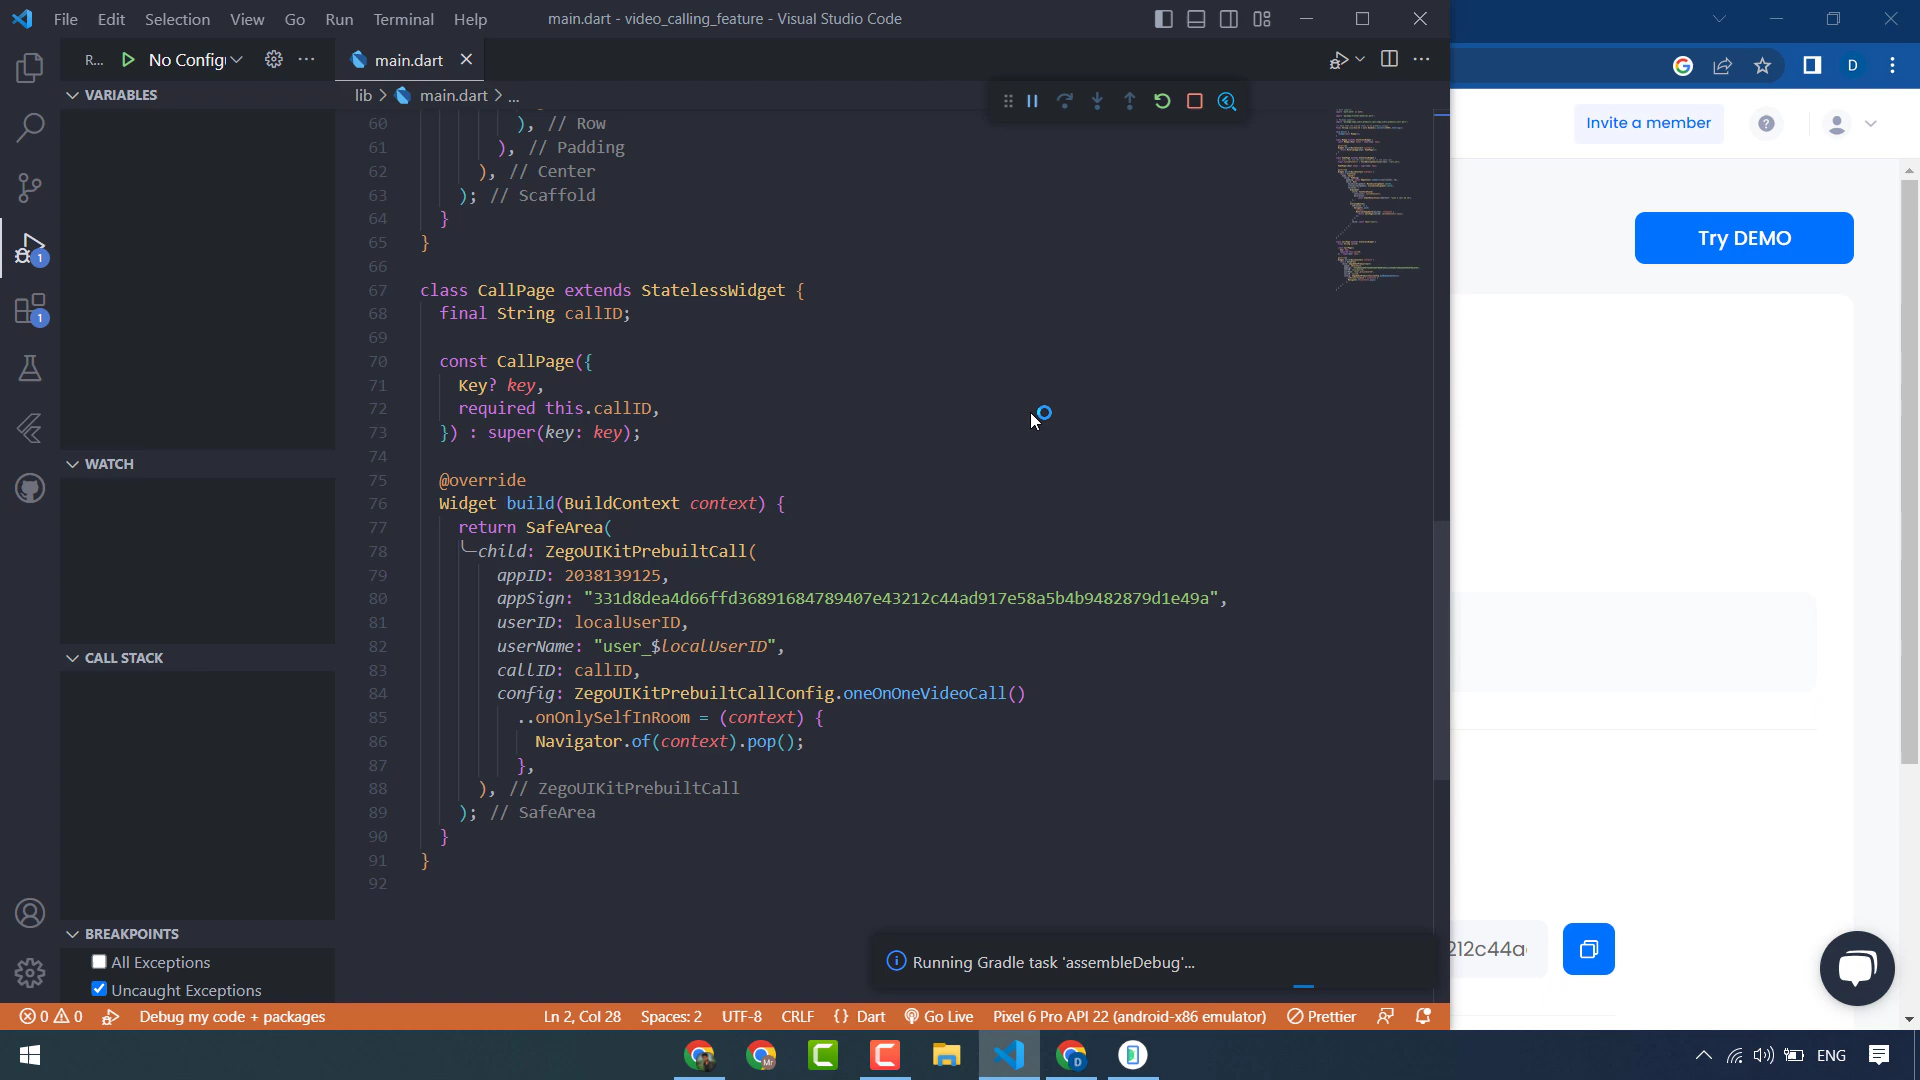 File Edit Selection View Go Run Terminal Help
main.dart - video_calling_feature - Visual Studio Code
R... No Config
main.dart
lib > main.dart > ...
VARIABLES
WATCH
CALL STACK
BREAKPOINTS
All Exceptions
Uncaught Exceptions
60 ), // Row
61 ), // Padding
62 ), // Center
63 ); // Scaffold
64 }
65 }
66
67 class CallPage extends StatelessWidget {
68 final String callID;
69
70 const CallPage({
71 Key? key,
72 required this.callID,
73 }) : super(key: key);
74
75 @override
76 Widget build(BuildContext context) {
77 return SafeArea(
78 child: ZegoUIKitPrebuiltCall(
79 appID: 2038139125,
80 appSign: "331d8dea4d66ffd36891684789407e43212c44ad917e58a5b4b9482879d1e49a",
81 userID: localUserID,
82 userName: "user_$localUserID",
83 callID: callID,
84 config: ZegoUIKitPrebuiltCallConfig.oneOnOneVideoCall()
85 ..onOnlySelfInRoom = (context) {
86 Navigator.of(context).pop();
87 },
88 ), // ZegoUIKitPrebuiltCall
89 ); // SafeArea
90 }
91 }
92
Running Gradle task 'assembleDebug'...
0 0 Debug my code + packages
Ln 2, Col 28 Spaces: 2 UTF-8 CRLF {} Dart Go Live Pixel 6 Pro API 22 (android-x86 emulator) Prettier
1
1
D
Invite a member
Try DEMO
212c44a
ENG